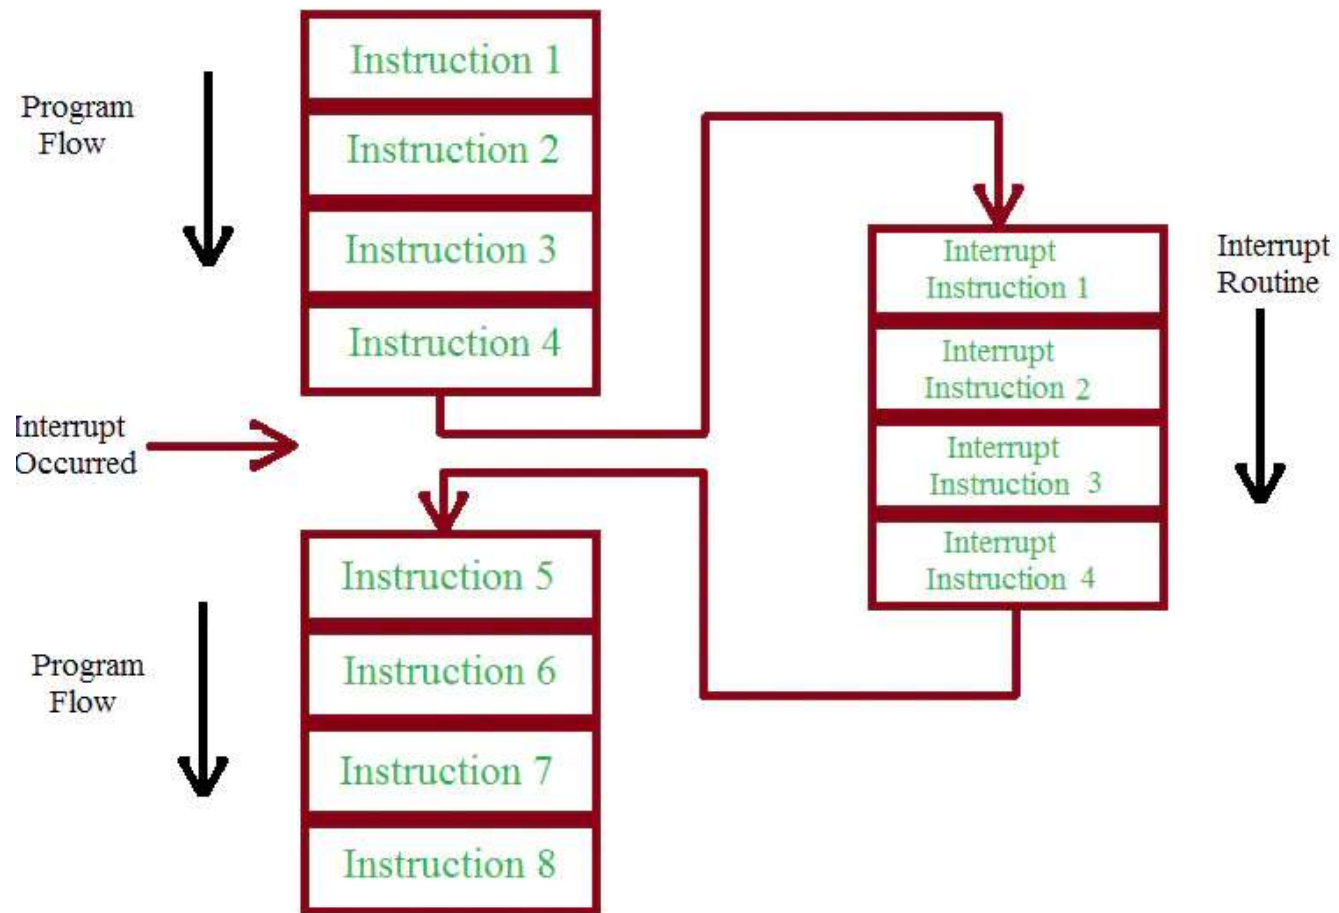 Program
Flow
Instruction 1
Instruction 2
Instruction 3
Instruction 4
Interrupt
Occurred
Interrupt
Instruction 1
Interrupt
Instruction 2
Interrupt
Instruction 3
Interrupt
Instruction 4
Interrupt
Routine
Program
Flow
Instruction 5
Instruction 6
Instruction 7
Instruction 8